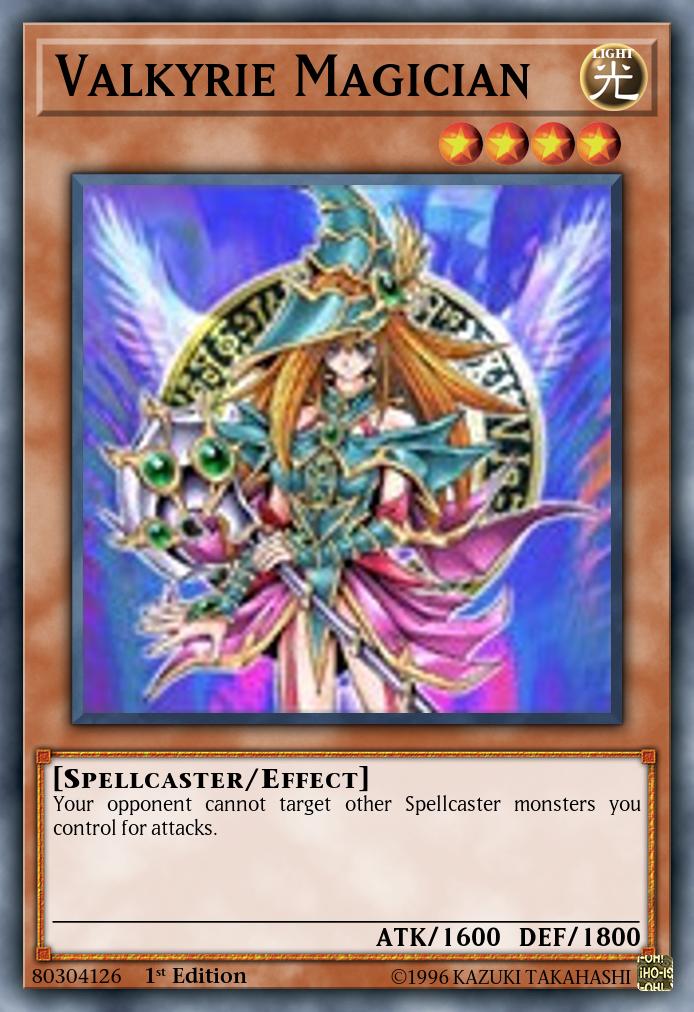 Valkyrie Magician
LIGHT
光
[Spellcaster/Effect]
Your opponent cannot target other Spellcaster monsters you
control for attacks.
ATK/1600 DEF/1800
80304126 1st Edition ©1996 KAZUKI TAKAHASHI